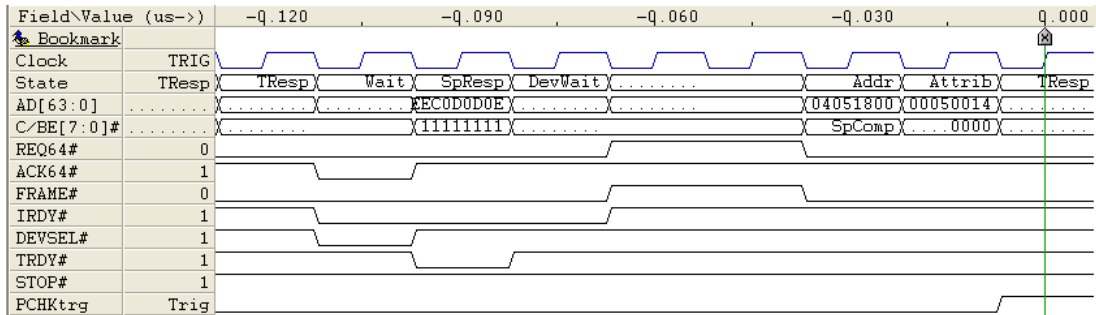 Field\Value (us->) -0.120 -0.090 -0.060 -0.030 0.000
Bookmark
Clock TRIG
State TResp TResp Wait SpResp DevWait ........ Addr Attrib TResp
AD[63:0] ........ ........ ........ EEC0D0D0E ........ 04051800 00050014 ........
C/BE[7:0]# ........ ........ 11111111 ........ SpComp ....0000 ........
REQ64# 0
ACK64# 1
FRAME# 0
IRDY# 1
DEVSEL# 1
TRDY# 1
STOP# 1
PCHKtrg Trig